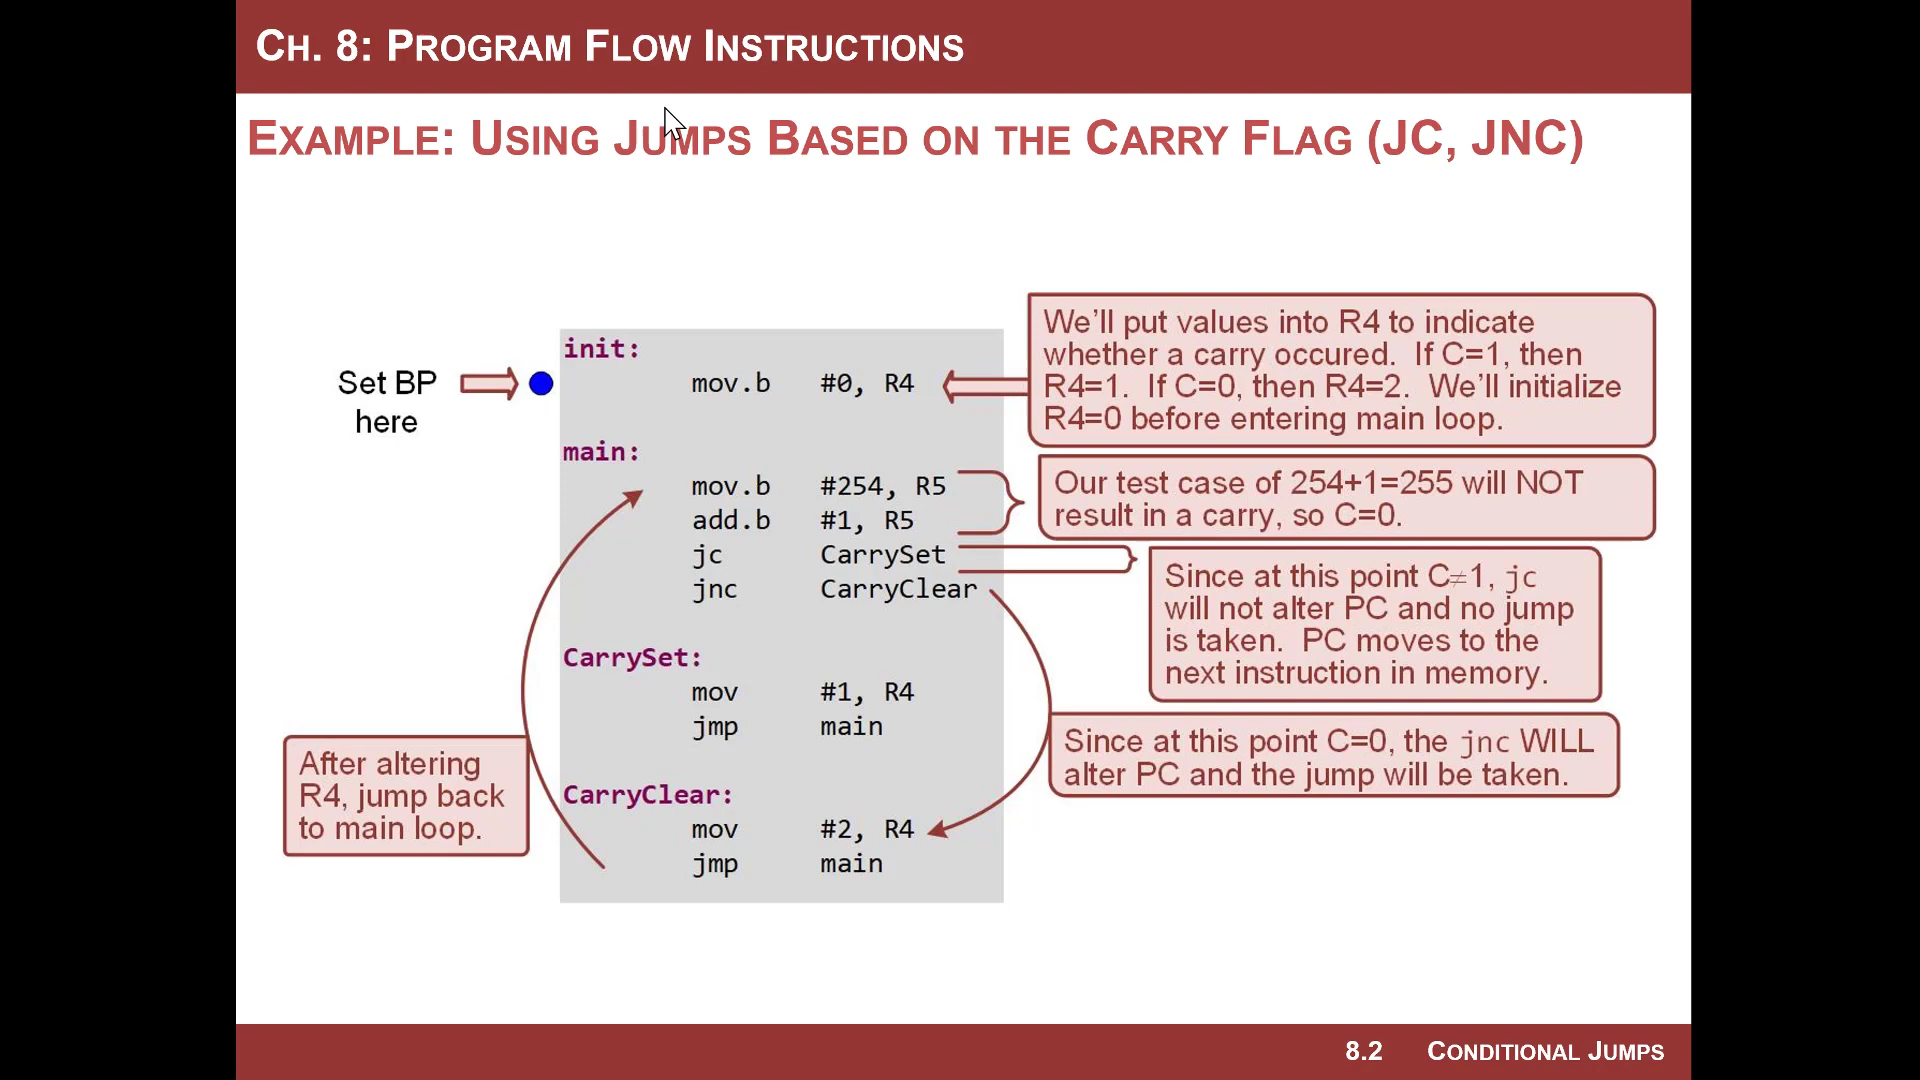 CH. 8: PROGRAM FLOW INSTRUCTIONS
EXAMPLE: USING JUMPS BASED ON THE CARRY FLAG (JC, JNC)
Set BP
here
init:
mov.b #0, R4
main:
mov.b #254, R5
add.b #1, R5
jc CarrySet
jnc CarryClear
CarrySet:
mov #1, R4
jmp main
CarryClear:
mov #2, R4
jmp main
We'll put values into R4 to indicate
whether a carry occured. If C=1, then
R4=1. If C=0, then R4=2. We'll initialize
R4=0 before entering main loop.
Our test case of 254+1=255 will NOT
result in a carry, so C=0.
Since at this point C≠1, jc
will not alter PC and no jump
is taken. PC moves to the
next instruction in memory.
Since at this point C=0, the jnc WILL
alter PC and the jump will be taken.
After altering
R4, jump back
to main loop.
8.2 CONDITIONAL JUMPS